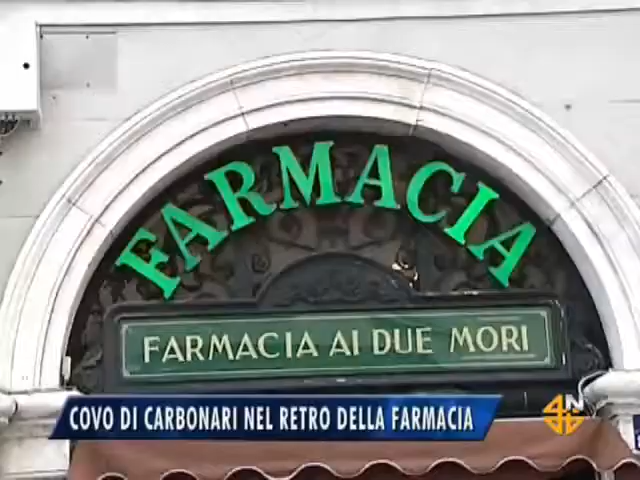 FARMACIA
FARMACIA AI DUE MORI
COVO DI CARBONARI NEL RETRO DELLA FARMACIA
N